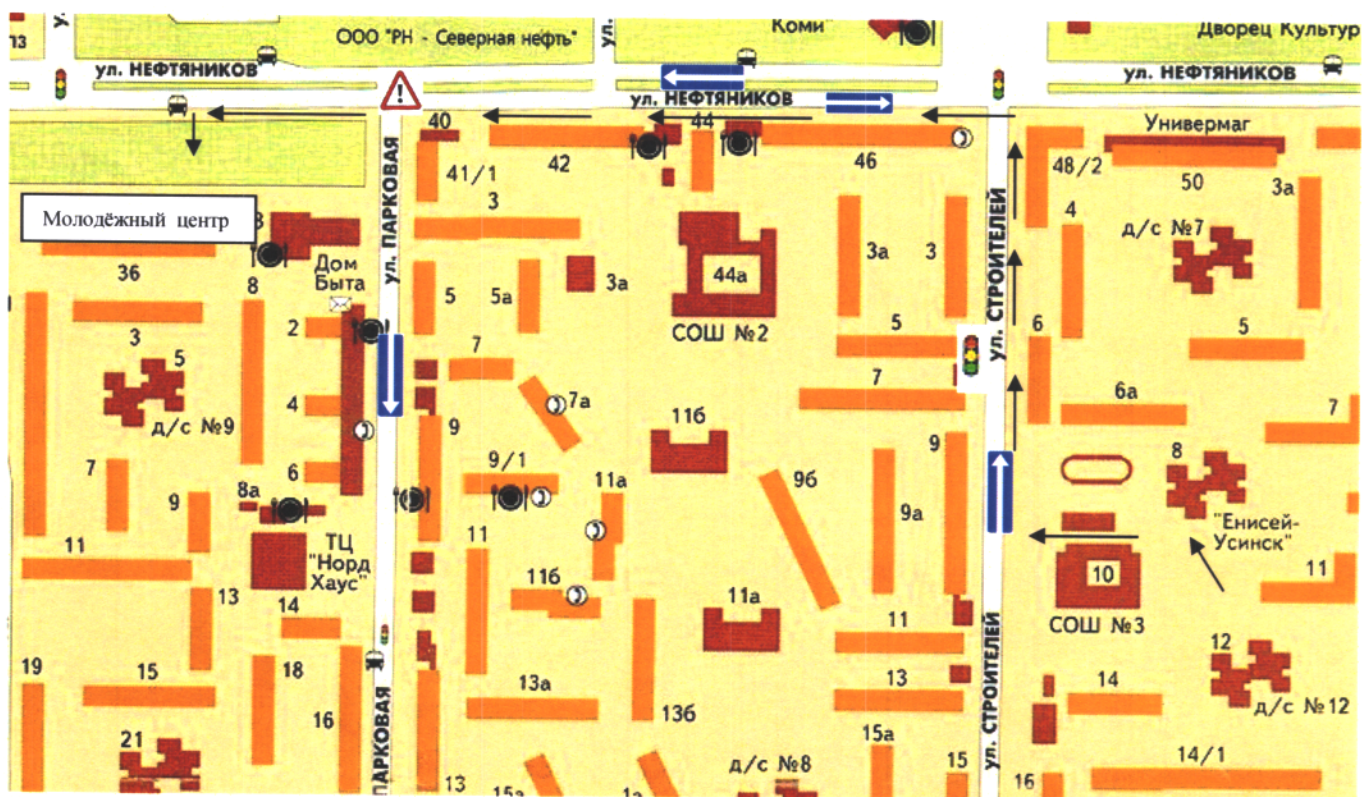 ПЗ
у.
ООО "РН - Северная нефть"
ул.
Коми"
Дворец Культур
ул. НЕФТЯНИКОВ
ул. НЕФТЯНИКОВ
ул. НЕФТЯНИКОВ
!
40
41/1
42
44
46
48/2
Универмаг
50
3а
Молодёжный центр
36
8
Дом
Быта
ул. ПАРКОВАЯ
3
5
5а
3а
44а
СОШ №2
3а
3
5
7
ул. СТРОИТЕЛЕЙ
4
6
д/с №7
5
6а
7
3
5
д/с №9
2
4
6
7
9
8а
11
13
ТЦ
"Норд
Хаус"
14
18
16
19
15
21
ПАРКОВАЯ
7
7а
9
9/1
11
11а
11б
13а
13б
13
15а
1а
11б
11а
9б
9а
9
11
13
15а
15
д/с №8
ул. СТРОИТЕЛЕЙ
8
"Енисей-
Усинск"
10
СОШ №3
11
12
д/с №12
14
14/1
16